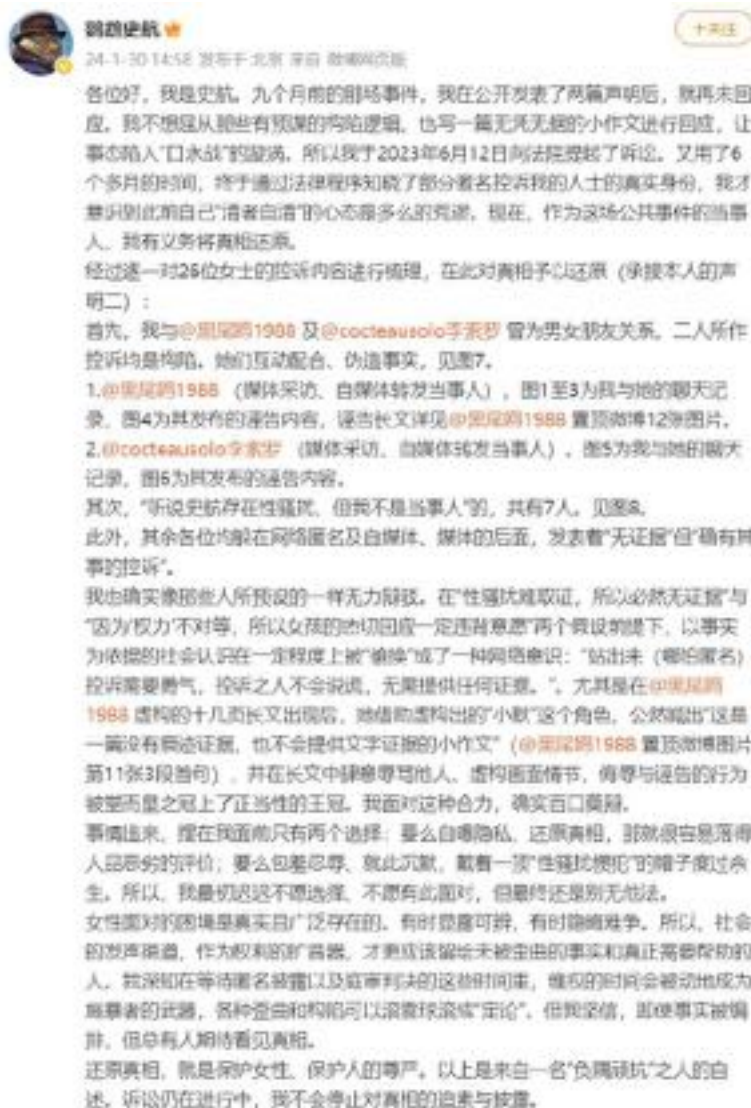 鹦鹉史航
十关注
24-1-30 14:58 发布于 北京 来自 微博网页版
各位好，我是史航。九个月前的那场事件，我在公开发表了两篇声明后，就再未回
应。我不想屈从那些有预谋的构陷逻辑，也写一篇无凭无据的小作文进行回应，让
事态陷入“口水战”的漩涡。所以我于2023年6月12日向法院提起了诉讼。又用了6
个多月的时间，终于通过法律程序知晓了部分匿名控诉我的人士的真实身份，我才
意识到此前自己“清者自清”的心态是多么的荒谬。现在，作为这场公共事件的当事
人，我有义务将真相还原。
经过逐一对26位女士的控诉内容进行梳理，在此对真相予以还原（承接本人的声
明二）：
首先，我与@黑尾鸥1988 及@cocteausolo李索罗 曾为男女朋友关系，二人所作
控诉均是构陷。她们互动配合、伪造事实，见图7。
1.@黑尾鸥1988 （媒体采访、自媒体转发当事人），图1至3为我与她的聊天记
录，图4为其发布的诬告内容，诬告长文详见@黑尾鸥1988 置顶微博12张图片。
2.@cocteausolo李索罗 （媒体采访、自媒体转发当事人）。图5为我与她的聊天
记录，图6为其发布的诬告内容。
其次，“听说史航存在性骚扰，但我不是当事人”的，共有7人。见图8。
此外，其余各位均躲在网络匿名及自媒体、媒体的后面，发表着“无证据”但“确有其
事的控诉”。
我也确实像那些人所预设的一样无力辩驳。在“性骚扰难取证，所以必然无证据”与
“因为‘权力’不对等，所以女孩的热切回应一定违背意愿”两个假设前提下，以事实
为依据的社会认识在一定程度上被“偷换”成了一种网络意识：“站出来（哪怕匿名）
控诉需要勇气，控诉之人不会说谎，无需提供任何证据。”。尤其是在@黑尾鸥
1988 虚构的十几页长文出现后，她借助虚构出的“小默”这个角色，公然喊出“这是
一篇没有痕迹证据，也不会提供文字证据的小作文”（@黑尾鸥1988 置顶微博图片
第11张3段首句），并在长文中肆意辱骂他人、虚构画面情节，侮辱与诬告的行为
被堂而皇之冠上了正当性的王冠。我面对这种合力，确实百口莫辩。
事情出来，摆在我面前只有两个选择：要么自曝隐私、还原真相，那就很容易落得
人品恶劣的评价；要么包羞忍辱、就此沉默，戴着一顶“性骚扰惯犯”的帽子度过余
生。所以，我最初迟迟不愿选择、不愿有此面对，但最终还是别无他法。
女性面对的困境是真实且广泛存在的。有时显露可辨，有时隐晦难争。所以，社会
的发声渠道，作为权利的扩音器，才更应该留给未被歪曲的事实和真正需要帮助的
人。我深知在等待匿名披露以及庭审判决的这些时间里，维权的时间会被动地成为
施暴者的武器，各种歪曲和构陷可以滚雪球滚成“定论”。但我坚信，即使事实被编
排，但总有人期待看见真相。
还原真相，就是保护女性、保护人的尊严。以上是来自一名“负隅顽抗”之人的自
述。诉讼仍在进行中，我不会停止对真相的追索与披露。